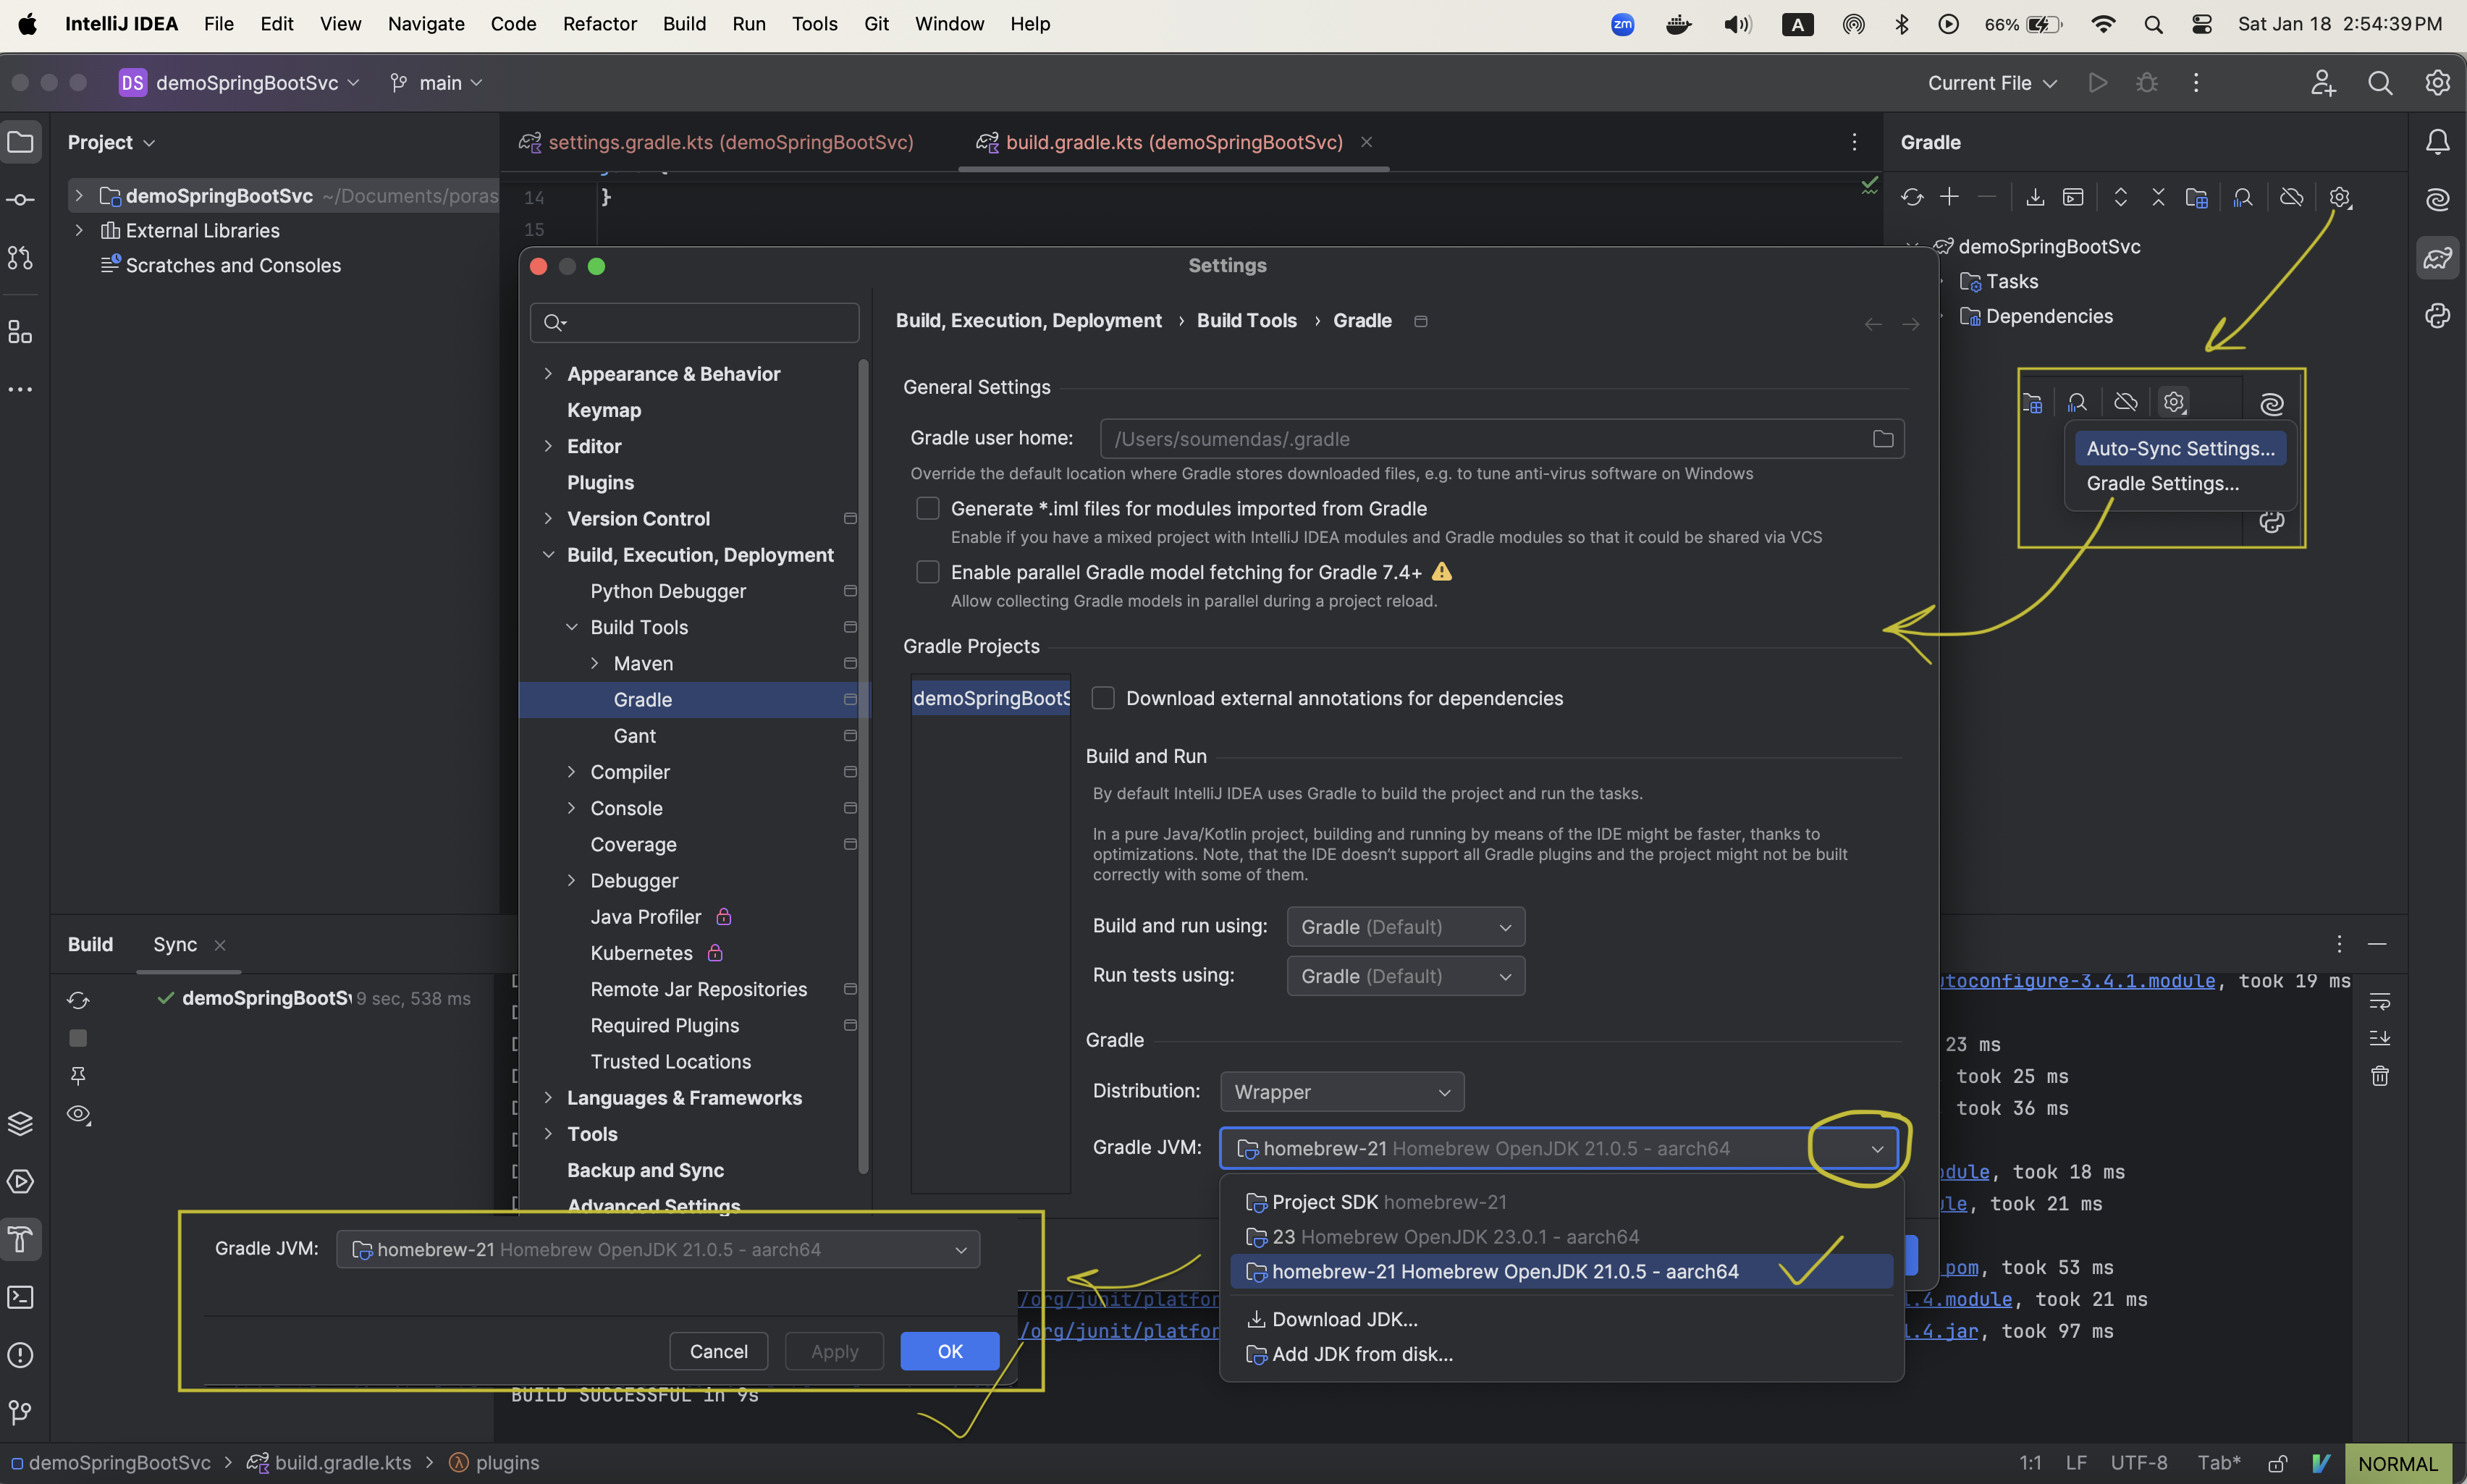 IntelliJ IDEA File Edit View Navigate Code Refactor Build Run Tools Git Window Help zm A 66% Sat Jan 18 2:54:39 PM
DS demoSpringBootSvc main Current File
Project
settings.gradle.kts (demoSpringBootSvc) build.gradle.kts (demoSpringBootSvc)
Gradle
demoSpringBootSvc ~/Documents/poras
External Libraries
Scratches and Consoles
14 }
15
demoSpringBootSvc
Tasks
Dependencies
Auto-Sync Settings...
Gradle Settings...
Settings
Appearance & Behavior
Keymap
Editor
Plugins
Version Control
Build, Execution, Deployment
Python Debugger
Build Tools
Maven
Gradle
Gant
Compiler
Console
Coverage
Debugger
Java Profiler
Kubernetes
Remote Jar Repositories
Required Plugins
Trusted Locations
Languages & Frameworks
Tools
Backup and Sync
Advanced Settings
Build, Execution, Deployment › Build Tools › Gradle
General Settings
Gradle user home: /Users/soumendas/.gradle
Override the default location where Gradle stores downloaded files, e.g. to tune anti-virus software on Windows
Generate *.iml files for modules imported from Gradle
Enable if you have a mixed project with IntelliJ IDEA modules and Gradle modules so that it could be shared via VCS
Enable parallel Gradle model fetching for Gradle 7.4+
Allow collecting Gradle models in parallel during a project reload.
Gradle Projects
demoSpringBootS
Download external annotations for dependencies
Build and Run
By default IntelliJ IDEA uses Gradle to build the project and run the tasks.
In a pure Java/Kotlin project, building and running by means of the IDE might be faster, thanks to
optimizations. Note, that the IDE doesn't support all Gradle plugins and the project might not be built
correctly with some of them.
Build and run using: Gradle (Default)
Run tests using: Gradle (Default)
Gradle
Distribution: Wrapper
Gradle JVM: homebrew-21 Homebrew OpenJDK 21.0.5 - aarch64
Project SDK homebrew-21
23 Homebrew OpenJDK 23.0.1 - aarch64
homebrew-21 Homebrew OpenJDK 21.0.5 - aarch64
Download JDK...
Add JDK from disk...
Build Sync
demoSpringBootS 9 sec, 538 ms
toconfigure-3.4.1.module, took 19 ms
23 ms
took 25 ms
took 36 ms
odule, took 18 ms
le, took 21 ms
pom, took 53 ms
/org/junit/platfor .4.module, took 21 ms
/org/junit/platfor .4.jar, took 97 ms
Gradle JVM: homebrew-21 Homebrew OpenJDK 21.0.5 - aarch64
Cancel Apply OK
BUILD SUCCESSFUL in 9s
demoSpringBootSvc > build.gradle.kts > plugins 1:1 LF UTF-8 Tab* NORMAL